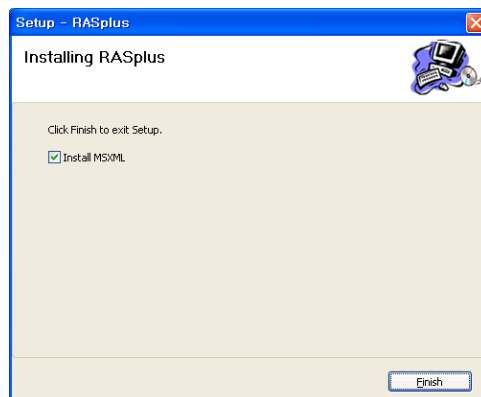 Setup - RASplus
Installing RASplus
Click Finish to exit Setup.
Install MSXML
Finish